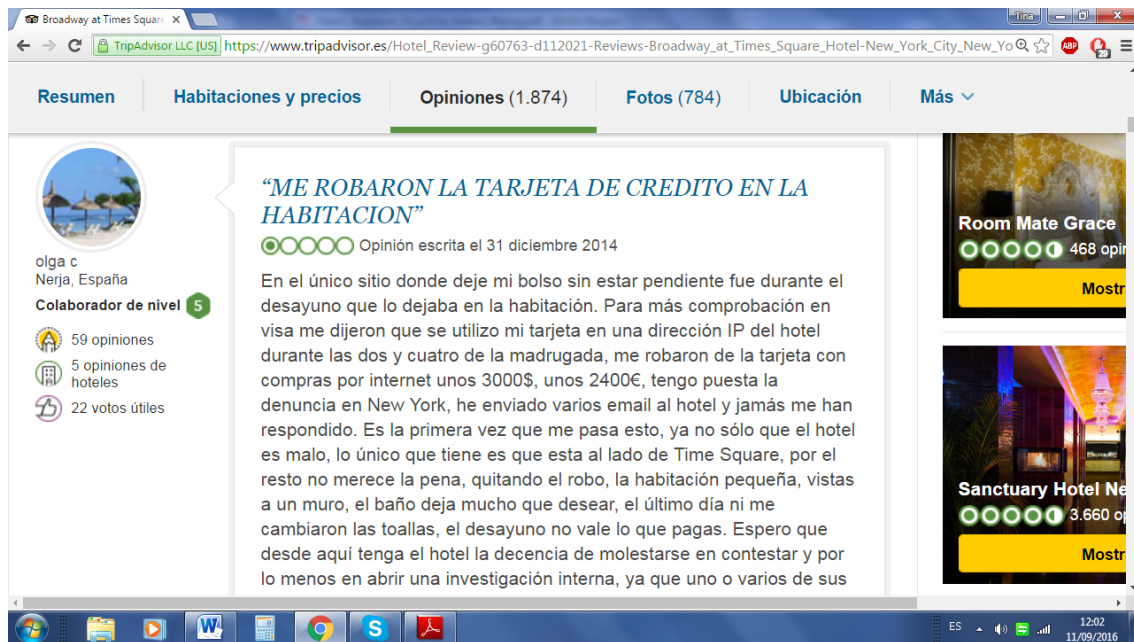 Broadway at Times Square
Tina
TripAdvisor LLC [US] https://www.tripadvisor.es/Hotel_Review-g60763-d112021-Reviews-Broadway_at_Times_Square_Hotel-New_York_City_New_Yo
ABP
Resumen Habitaciones y precios Opiniones (1.874) Fotos (784) Ubicación Más
olga c
Nerja, España
Colaborador de nivel 5
59 opiniones
5 opiniones de
hoteles
22 votos útiles
“ME ROBARON LA TARJETA DE CREDITO EN LA
HABITACION”
Opinión escrita el 31 diciembre 2014
En el único sitio donde deje mi bolso sin estar pendiente fue durante el
desayuno que lo dejaba en la habitación. Para más comprobación en
visa me dijeron que se utilizo mi tarjeta en una dirección IP del hotel
durante las dos y cuatro de la madrugada, me robaron de la tarjeta con
compras por internet unos 3000$, unos 2400€, tengo puesta la
denuncia en New York, he enviado varios email al hotel y jamás me han
respondido. Es la primera vez que me pasa esto, ya no sólo que el hotel
es malo, lo único que tiene es que esta al lado de Time Square, por el
resto no merece la pena, quitando el robo, la habitación pequeña, vistas
a un muro, el baño deja mucho que desear, el último día ni me
cambiaron las toallas, el desayuno no vale lo que pagas. Espero que
desde aquí tenga el hotel la decencia de molestarse en contestar y por
lo menos en abrir una investigación interna, ya que uno o varios de sus
Room Mate Grace
468 opir
Mostr
Sanctuary Hotel Ne
3.660 o
Mostr
ES
12:02
11/09/2016